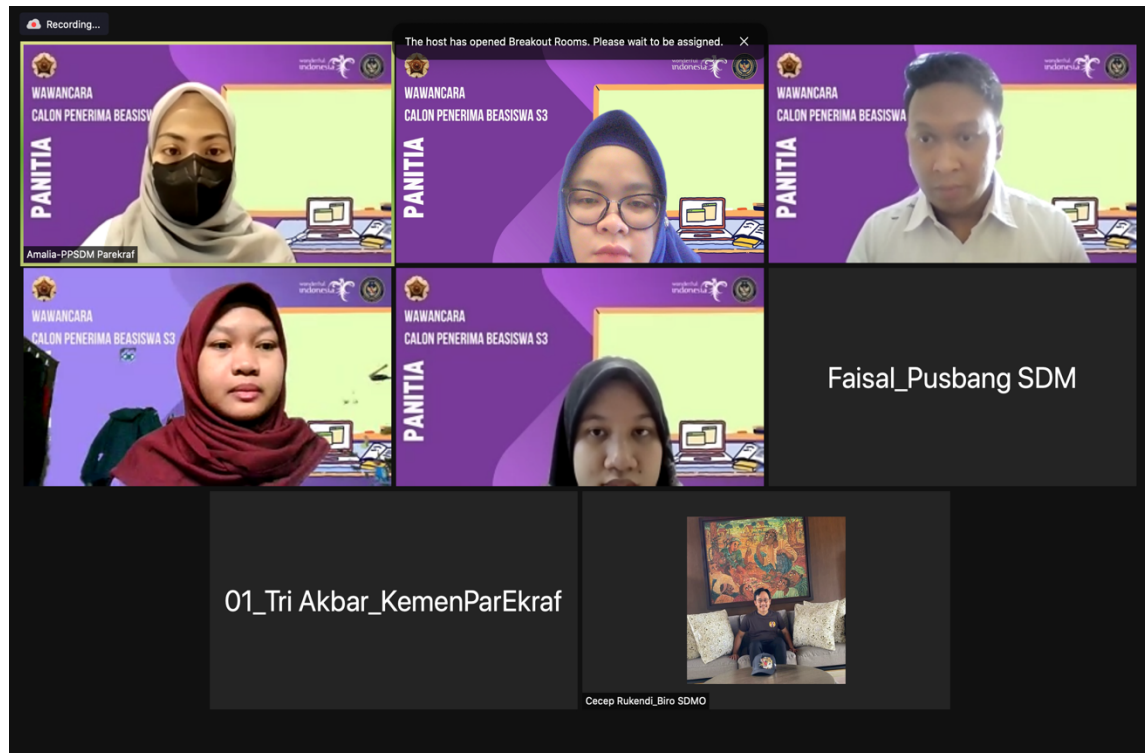 Recording...
The host has opened Breakout Rooms. Please wait to be assigned.
wonderful
indonesia
WAWANCARA
CALON PENERIMA BEASISW
PANITIA
Amalia-PPSDM Parekraf
indonesia
WAWANCARA
CALON PENERIMA BEASISWA S3
PANITIA
wonderful
indonesia
WAWANCARA
CALON PENERIMA BEASISWA
PANITIA
wonderful
indonesia
WAWANCARA
CALON PENERIMA BEASISWA S3
wonderful
indonesia
WAWANCARA
CALON PENERIMA BEASISWA S3
PANITIA
Faisal_Pusbang SDM
01_Tri Akbar_KemenParEkraf
Cecep Rukendi_Biro SDMO